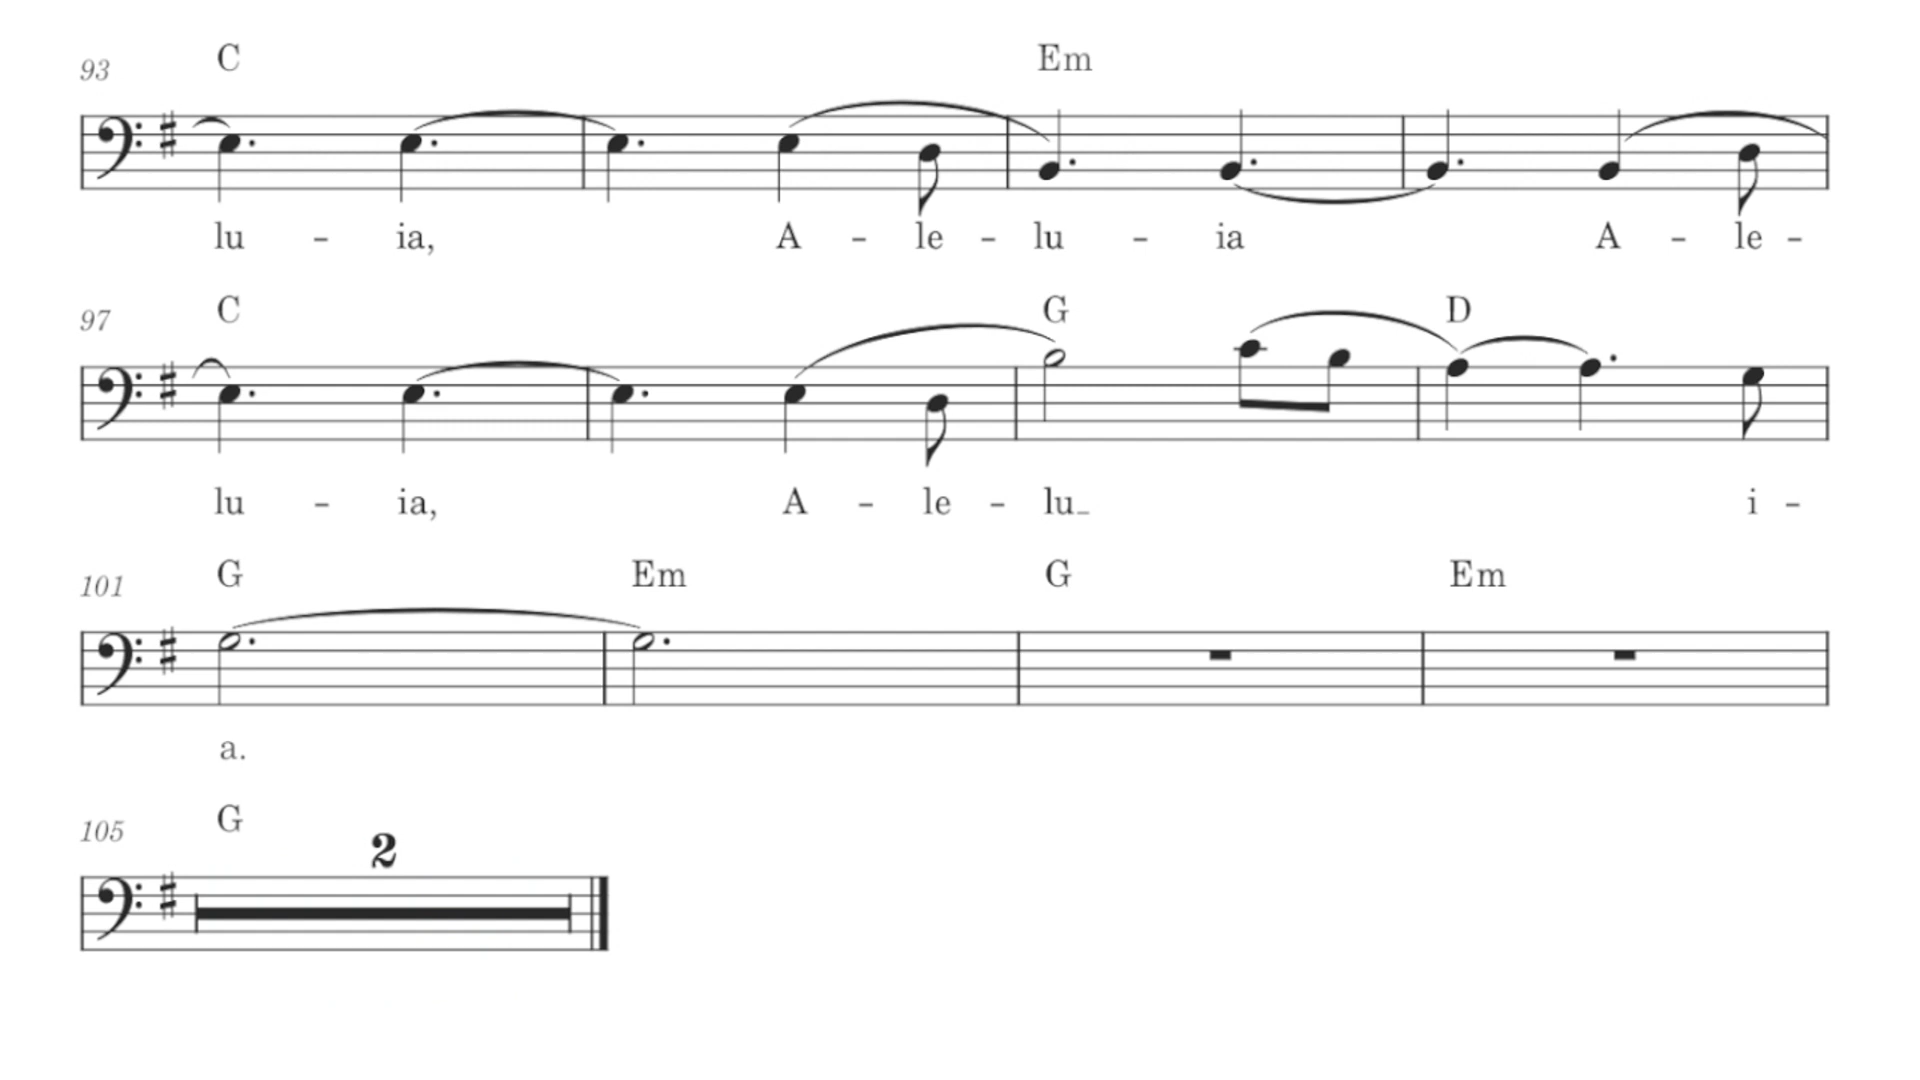 C Em
93
lu - ia, A - le - lu - ia A - le -
C G D
97
lu - ia, A - le - lu_ i -
G Em G Em
101
a.
G
105
2